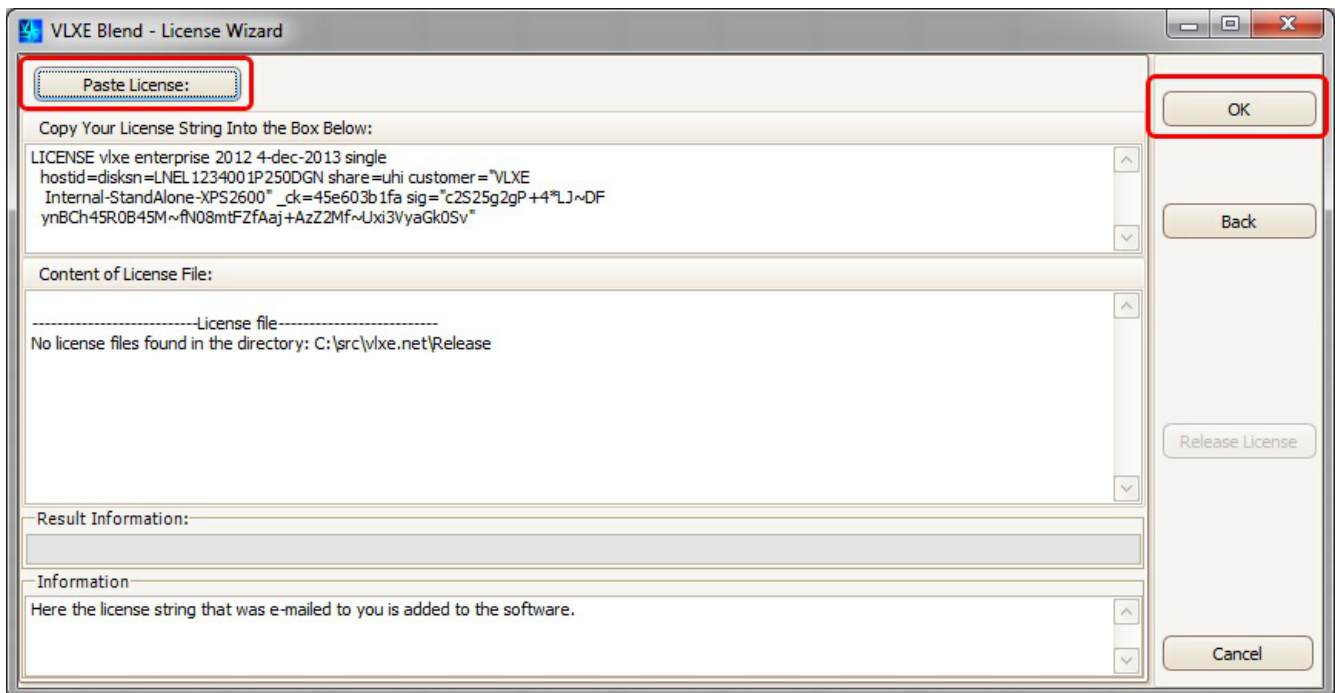 VLXE Blend - License Wizard
Paste License:
OK
Copy Your License String Into the Box Below:
LICENSE vlxe enterprise 2012 4-dec-2013 single
hostid=disksn=LNEL1234001P250DGN share=uhi customer="VLXE
Internal-StandAlone-XPS2600" _ck=45e603b1fa sig="c2S25g2gP+4*LJ~DF
ynBCh45R0B45M~fN08mtFZfAaj+AzZ2Mf~Uxi3VyaGk0Sv"
Back
Content of License File:
---------------------------License file--------------------------
No license files found in the directory: C:\src\vlxe.net\Release
Release License
Result Information:
Information
Here the license string that was e-mailed to you is added to the software.
Cancel